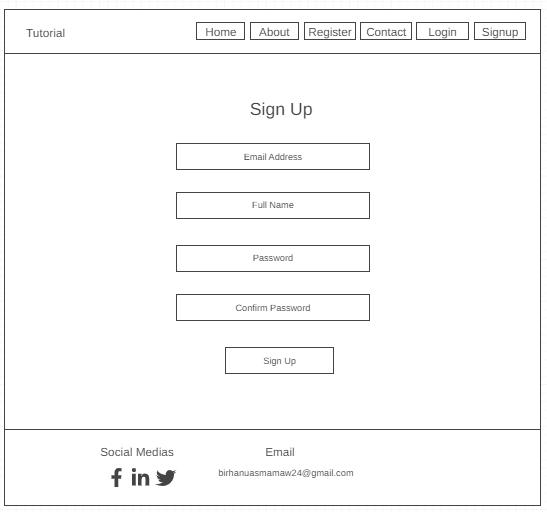 Tutorial
Home
About
Register
Contact
Login
Signup
Sign Up
Email Address
Full Name
Password
Confirm Password
Sign Up
Social Medias
Email
birhanuasmamaw24@gmail.com